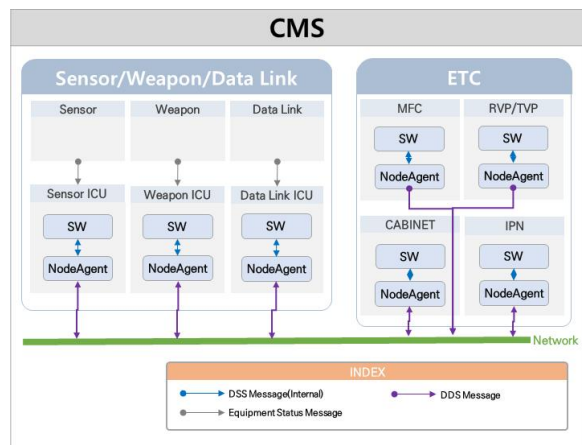 CMS
Sensor/Weapon/Data Link
ETC
Sensor
Weapon
Data Link
MFC
RVP/TVP
SW
SW
NodeAgent
NodeAgent
Sensor ICU
Weapon ICU
Data Link ICU
SW
SW
SW
NodeAgent
NodeAgent
NodeAgent
CABINET
IPN
SW
SW
NodeAgent
NodeAgent
Network
INDEX
DSS Message(Internal)
DDS Message
Equipment Status Message